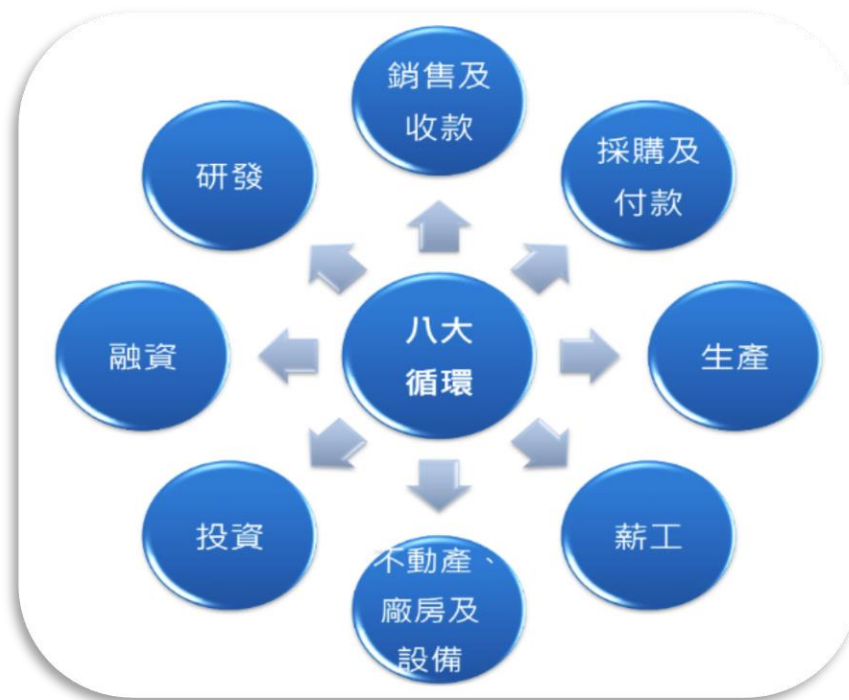 銷售及
收款
採購及
付款
研發
八大
循環
融資
生產
投資
薪工
不動產、
廠房及
設備